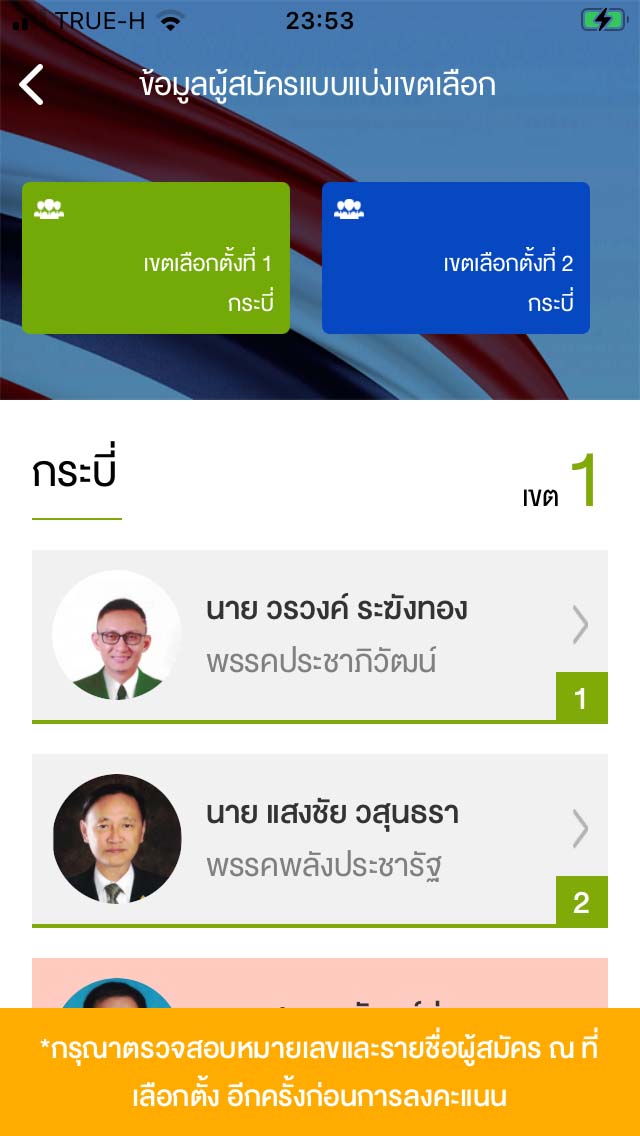 TRUE-H
23:53
ข้อมูลผู้สมัครแบบแบ่งเขตเลือก
เขตเลือกตั้งที่ 1
กระบี่
เขตเลือกตั้งที่ 2
กระบี่
กระบี่
เขต 1
นาย วรวงค์ ระฆังทอง
พรรคประชาภิวัฒน์
1
นาย แสงชัย วสุนธรา
พรรคพลังประชารัฐ
2
*กรุณาตรวจสอบหมายเลขและรายชื่อผู้สมัคร ณ ที่
เลือกตั้ง อีกครั้งก่อนการลงคะแนน